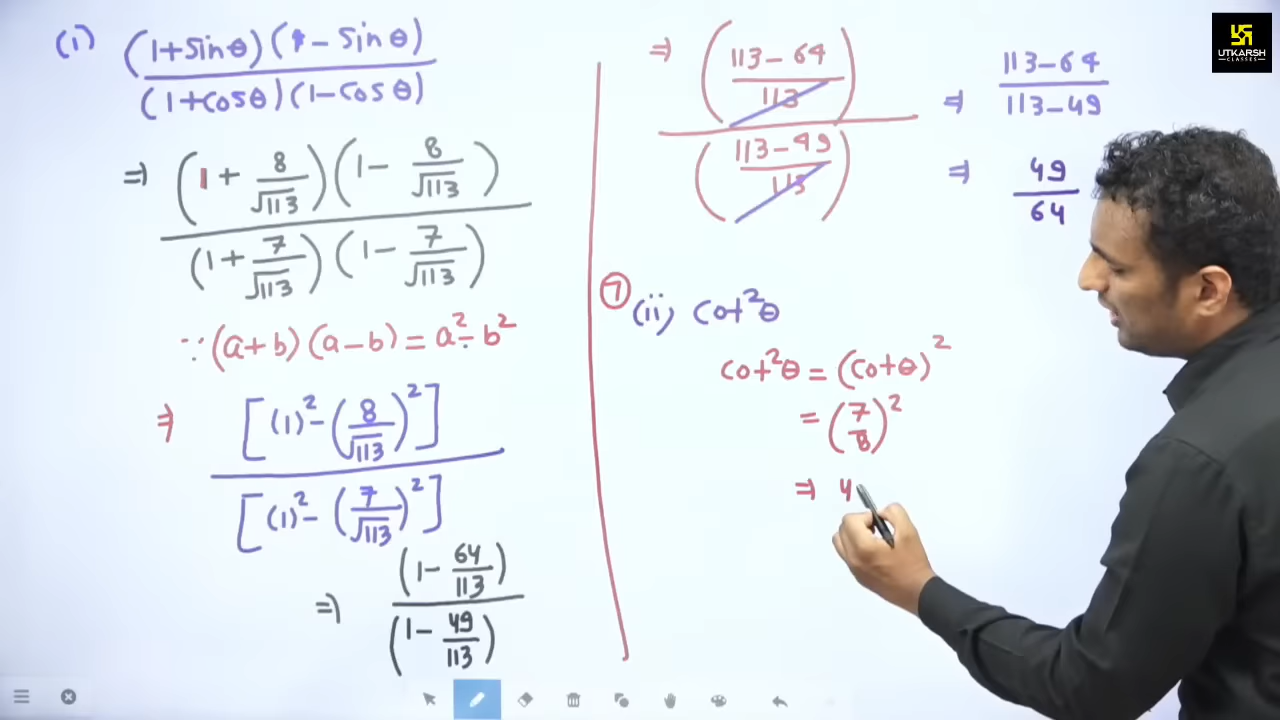 (i) (1+sinθ)(1-sinθ)
(1+cosθ)(1-cosθ)
⇒ (1 + 8/√113)(1 - 8/√113)
(1 + 7/√113)(1 - 7/√113)
∵ (a+b)(a-b) = a²-b²
⇒ [(1)² - (8/√113)²]
[(1)² - (7/√113)²]
⇒ (1 - 64/113)
(1 - 49/113)
⇒ (113-64/113)
(113-49/113)
⇒ 113-64
113-49
⇒ 49
64
⑦ (ii) cot²θ
cot²θ = (cotθ)²
= (7/8)²
⇒ 4
UTKARSH
CLASSES